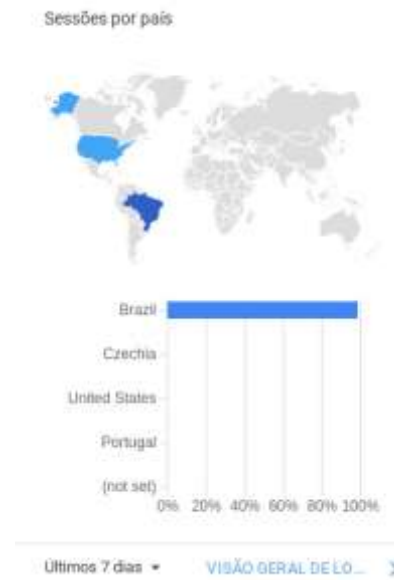 Sessões por país
Brazil
Czechia
United States
Portugal
(not set)
0% 20% 40% 60% 80% 100%
Últimos 7 dias
VISÃO GERAL DE LO...